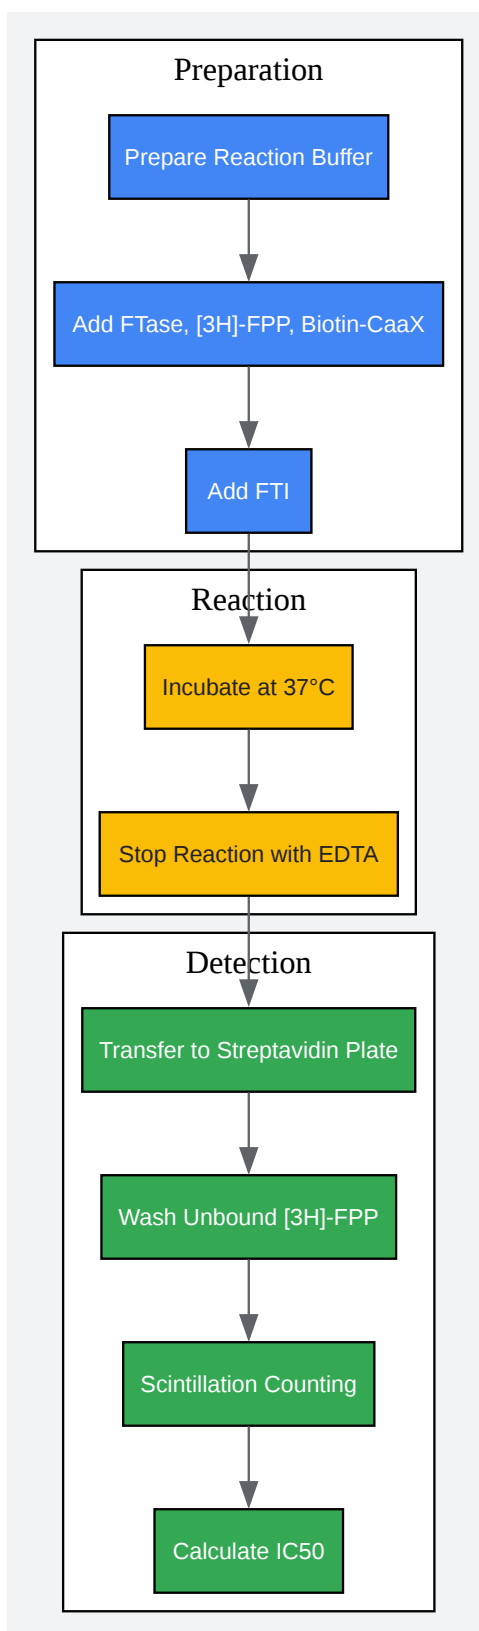 Preparation
Prepare Reaction Buffer
Add FTase, [3H]-FPP, Biotin-CaaX
Add FTI
Reaction
Incubate at 37°C
Stop Reaction with EDTA
Detection
Transfer to Streptavidin Plate
Wash Unbound [3H]-FPP
Scintillation Counting
Calculate IC50